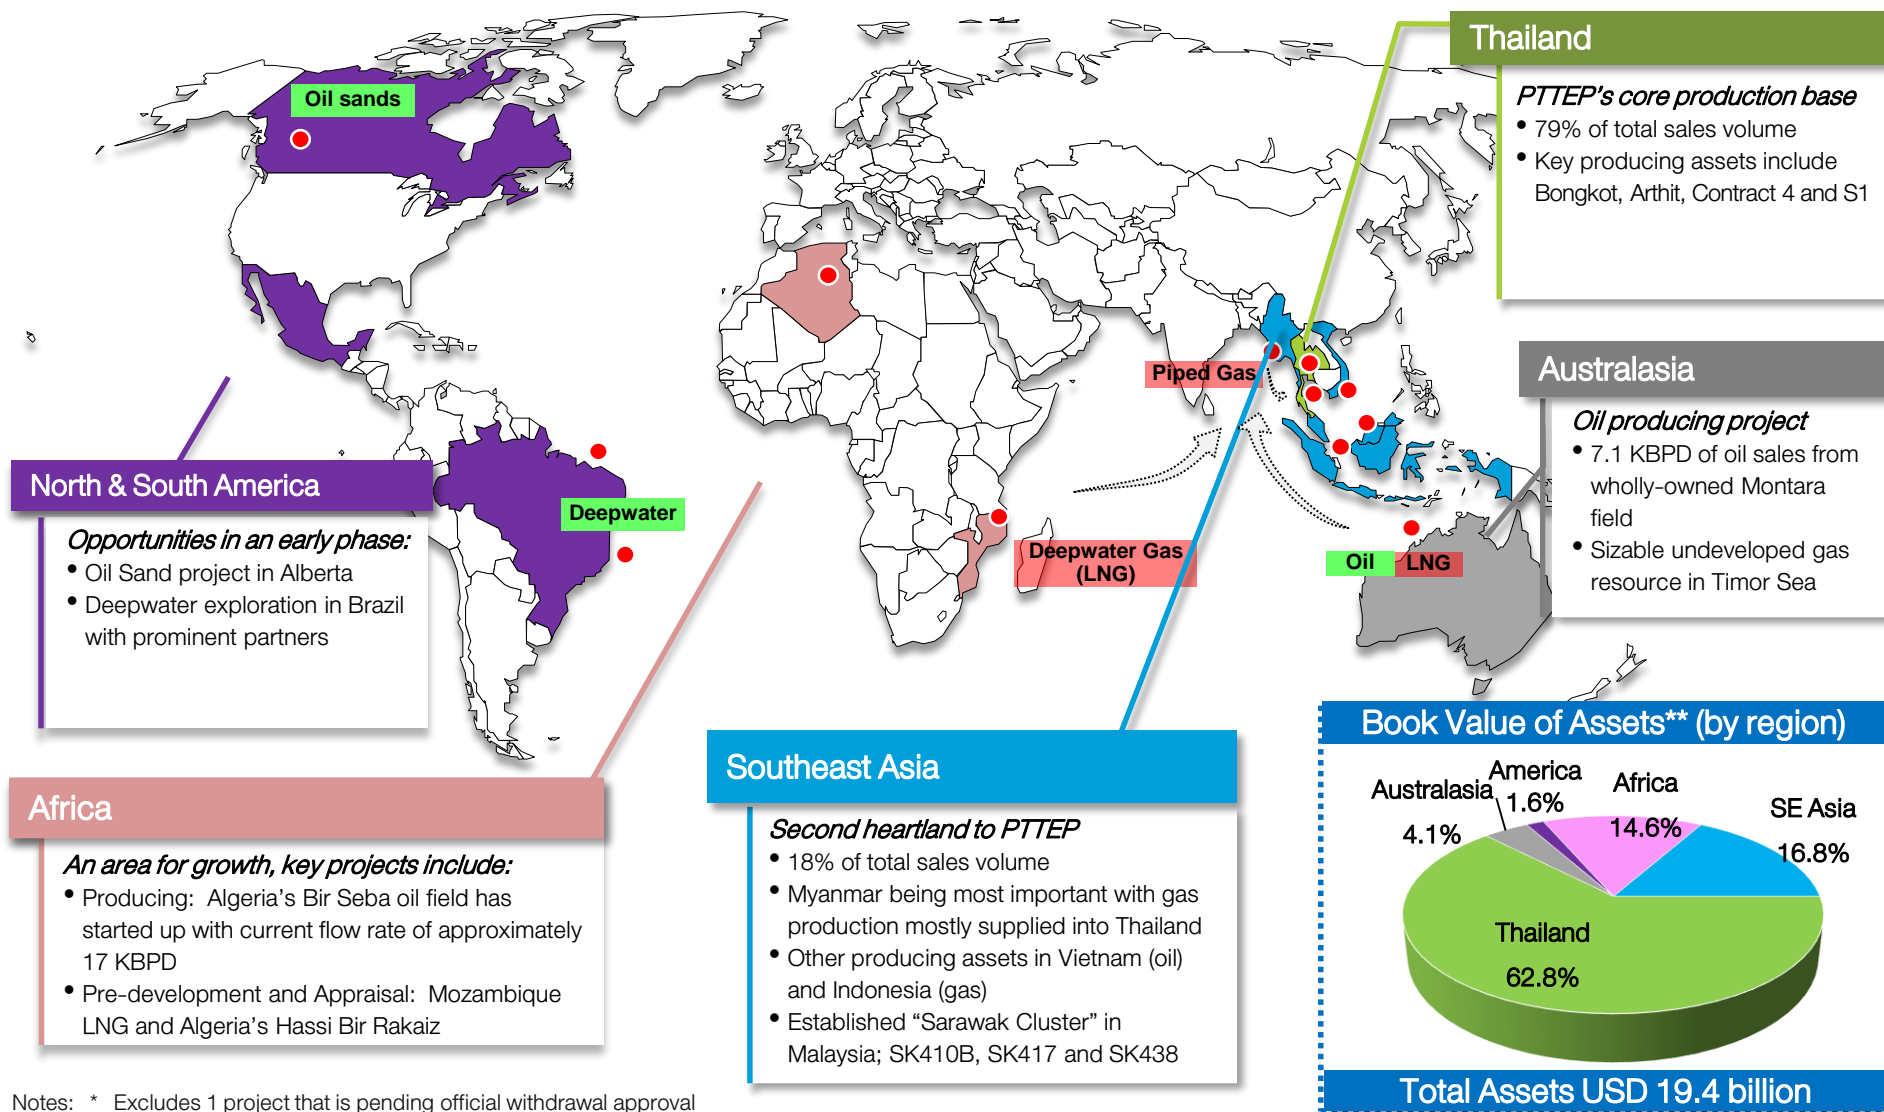 Thailand
PTTEP's core production base
• 79% of total sales volume
• Key producing assets include
Bongkot, Arthit, Contract 4 and S1
Oil sands
Piped Gas
Australasia
Oil producing project
• 7.1 KBPD of oil sales from
wholly-owned Montara
field
• Sizable undeveloped gas
resource in Timor Sea
North & South America
Opportunities in an early phase:
• Oil Sand project in Alberta
• Deepwater exploration in Brazil
with prominent partners
Deepwater
Deepwater Gas
(LNG)
Oil LNG
Africa
An area for growth, key projects include:
• Producing: Algeria's Bir Seba oil field has
started up with current flow rate of approximately
17 KBPD
• Pre-development and Appraisal: Mozambique
LNG and Algeria's Hassi Bir Rakaiz
Southeast Asia
Second heartland to PTTEP
• 18% of total sales volume
• Myanmar being most important with gas
production mostly supplied into Thailand
• Other producing assets in Vietnam (oil)
and Indonesia (gas)
• Established “Sarawak Cluster” in
Malaysia; SK410B, SK417 and SK438
Book Value of Assets** (by region)
Australasia
4.1%
America
1.6%
Africa
14.6%
SE Asia
16.8%
Thailand
62.8%
Total Assets USD 19.4 billion
Notes: * Excludes 1 project that is pending official withdrawal approval